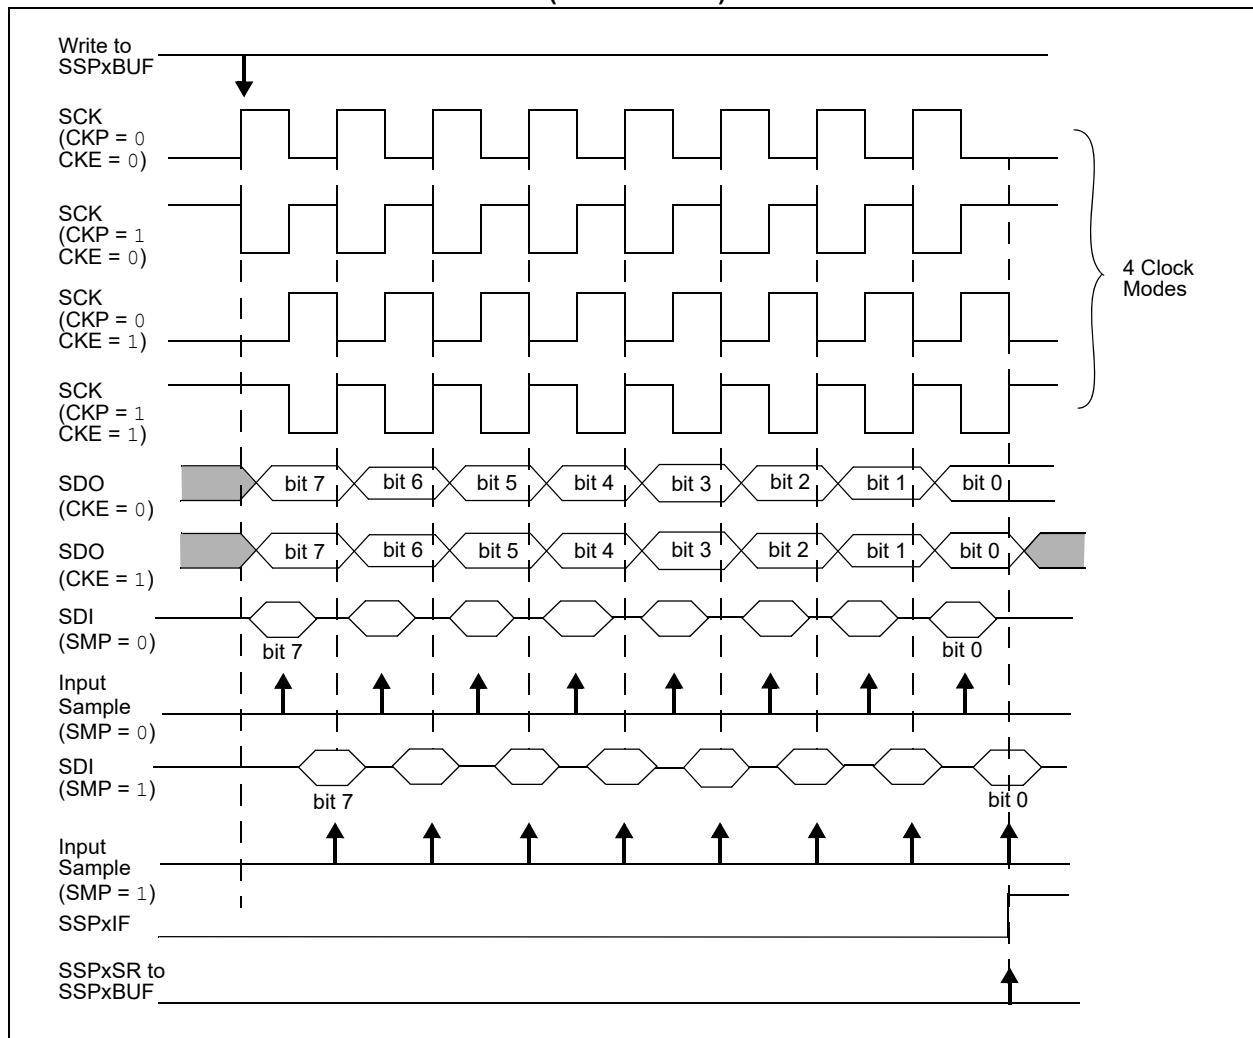 Write to
SSPxBUF
SCK
(CKP = 0
CKE = 0)
SCK
(CKP = 1
CKE = 0)
SCK
(CKP = 0
CKE = 1)
SCK
(CKP = 1
CKE = 1)
4 Clock
Modes
SDO
(CKE = 0)
bit 7 bit 6 bit 5 bit 4 bit 3 bit 2 bit 1 bit 0
SDO
(CKE = 1)
bit 7 bit 6 bit 5 bit 4 bit 3 bit 2 bit 1 bit 0
SDI
(SMP = 0)
bit 7 bit 0
Input
Sample
(SMP = 0)
SDI
(SMP = 1)
bit 7 bit 0
Input
Sample
(SMP = 1)
SSPxIF
SSPxSR to
SSPxBUF